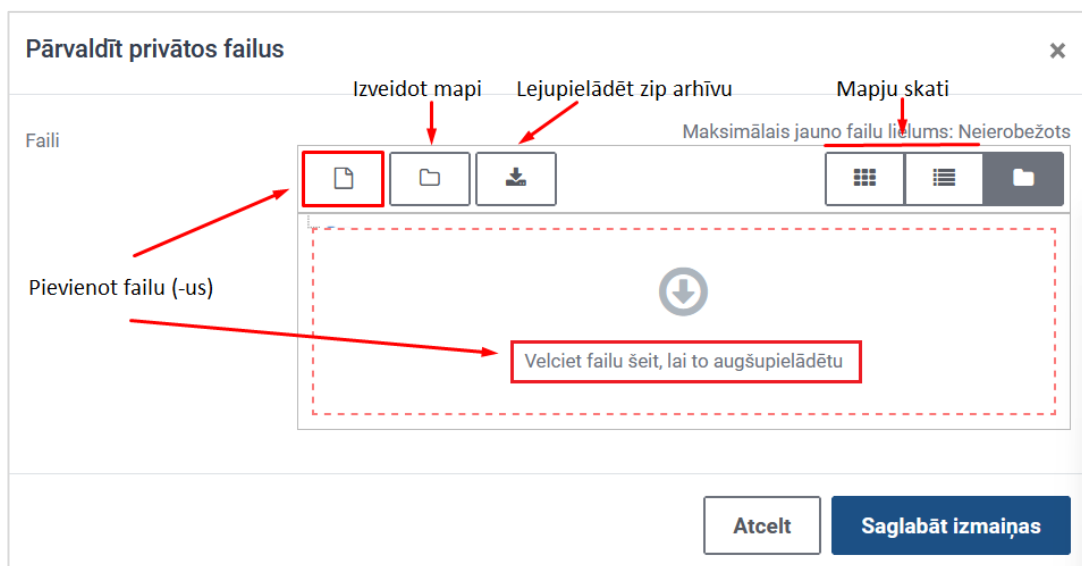 Pārvaldīt privātos failus ×
Izveidot mapi Lejupielādēt zip arhīvu Mapju skati
Faili Maksimālais jauno failu lielums: Neierobežots
Pievienot failu (-us)
Velciet failu šeit, lai to augšupielādētu
Atcelt Saglabāt izmaiņas